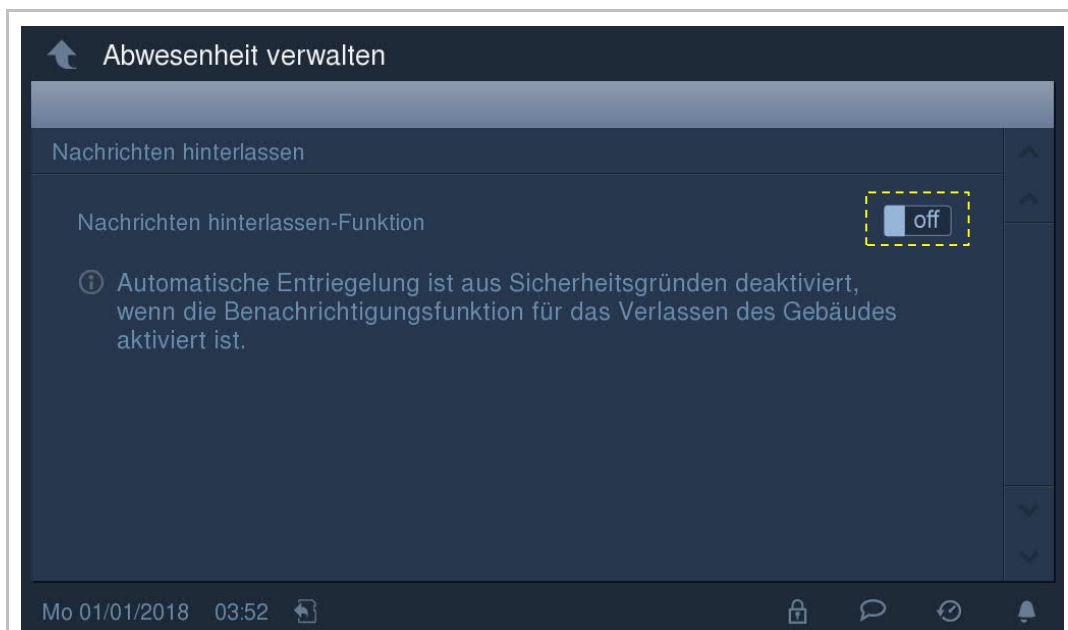 Abwesenheit verwalten
Nachrichten hinterlassen
Nachrichten hinterlassen-Funktion
off
Automatische Entriegelung ist aus Sicherheitsgründen deaktiviert,
wenn die Benachrichtigungsfunktion für das Verlassen des Gebäudes
aktiviert ist.
Mo 01/01/2018 03:52